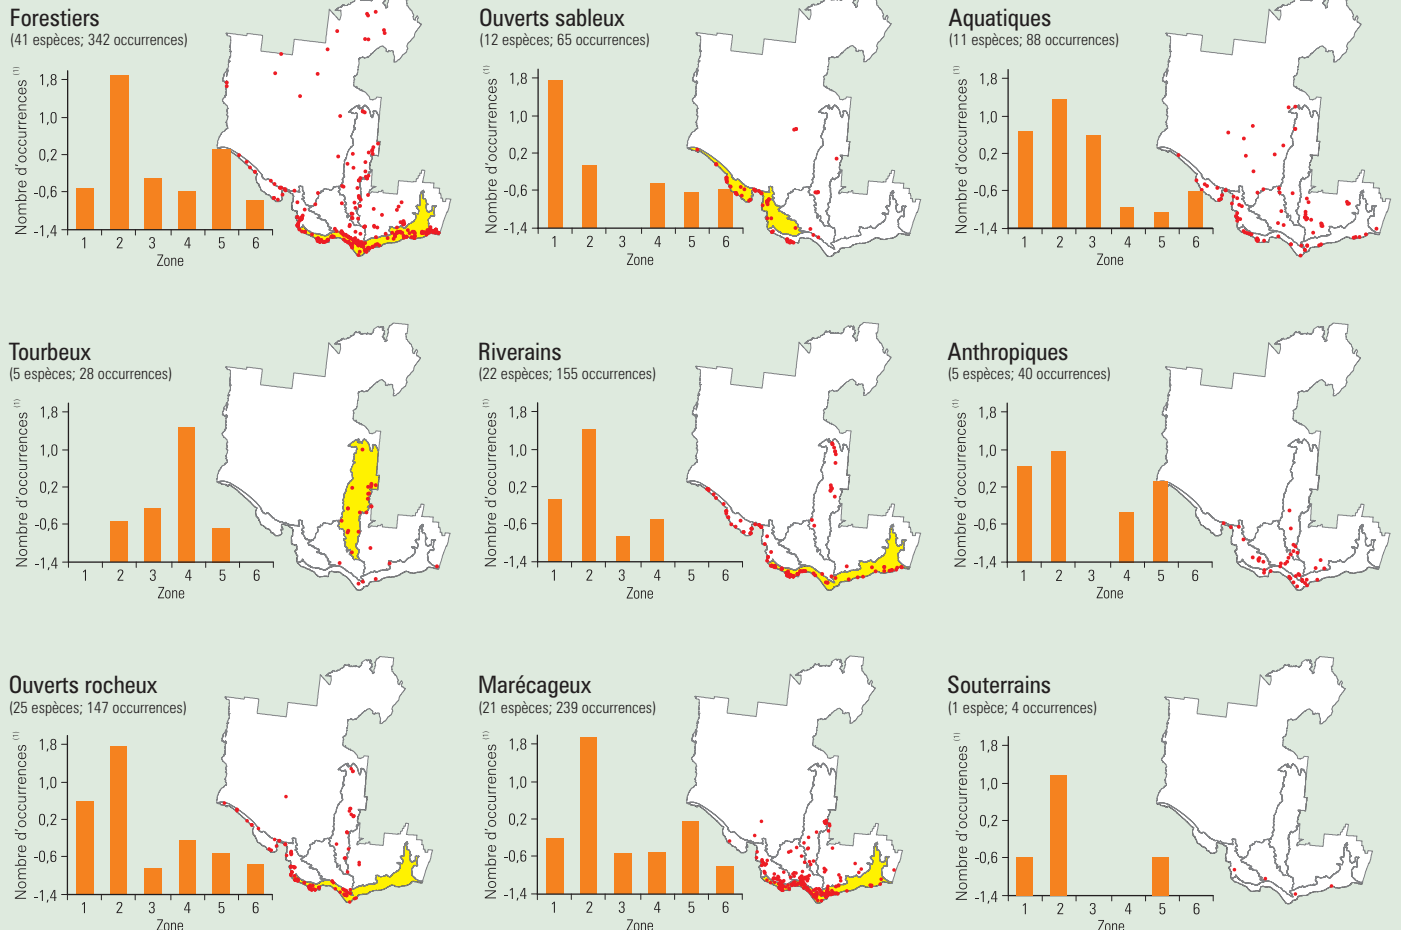 Forestiers
(41 espèces; 342 occurrences)
Nombre d'occurrences (1)
1,8
1,0
0,2
-0,6
-1,4
1 2 3 4 5 6
Zone
Ouverts sableux
(12 espèces; 65 occurrences)
Nombre d'occurrences (1)
1,8
1,0
0,2
-0,6
-1,4
1 2 3 4 5 6
Zone
Aquatiques
(11 espèces; 88 occurrences)
Nombre d'occurrences (1)
1,8
1,0
0,2
-0,6
-1,4
1 2 3 4 5 6
Zone
Tourbeux
(5 espèces; 28 occurrences)
Nombre d'occurrences (1)
1,8
1,0
0,2
-0,6
-1,4
1 2 3 4 5 6
Zone
Riverains
(22 espèces; 155 occurrences)
Nombre d'occurrences (1)
1,8
1,0
0,2
-0,6
-1,4
1 2 3 4 5 6
Zone
Anthropiques
(5 espèces; 40 occurrences)
Nombre d'occurrences (1)
1,8
1,0
0,2
-0,6
-1,4
1 2 3 4 5 6
Zone
Ouverts rocheux
(25 espèces; 147 occurrences)
Nombre d'occurrences (1)
1,8
1,0
0,2
-0,6
-1,4
1 2 3 4 5 6
Zone
Marécageux
(21 espèces; 239 occurrences)
Nombre d'occurrences (1)
1,8
1,0
0,2
-0,6
-1,4
1 2 3 4 5 6
Zone
Souterrains
(1 espèce; 4 occurrences)
Nombre d'occurrences (1)
1,8
1,0
0,2
-0,6
-1,4
1 2 3 4 5 6
Zone